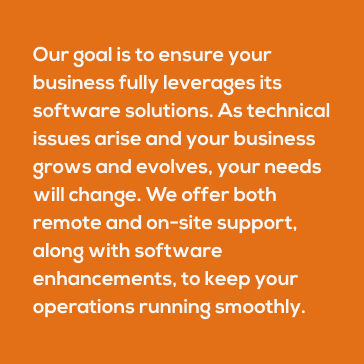 Our goal is to ensure your
business fully leverages its
software solutions. As technical
issues arise and your business
grows and evolves, your needs
will change. We offer both
remote and on-site support,
along with software
enhancements, to keep your
operations running smoothly.